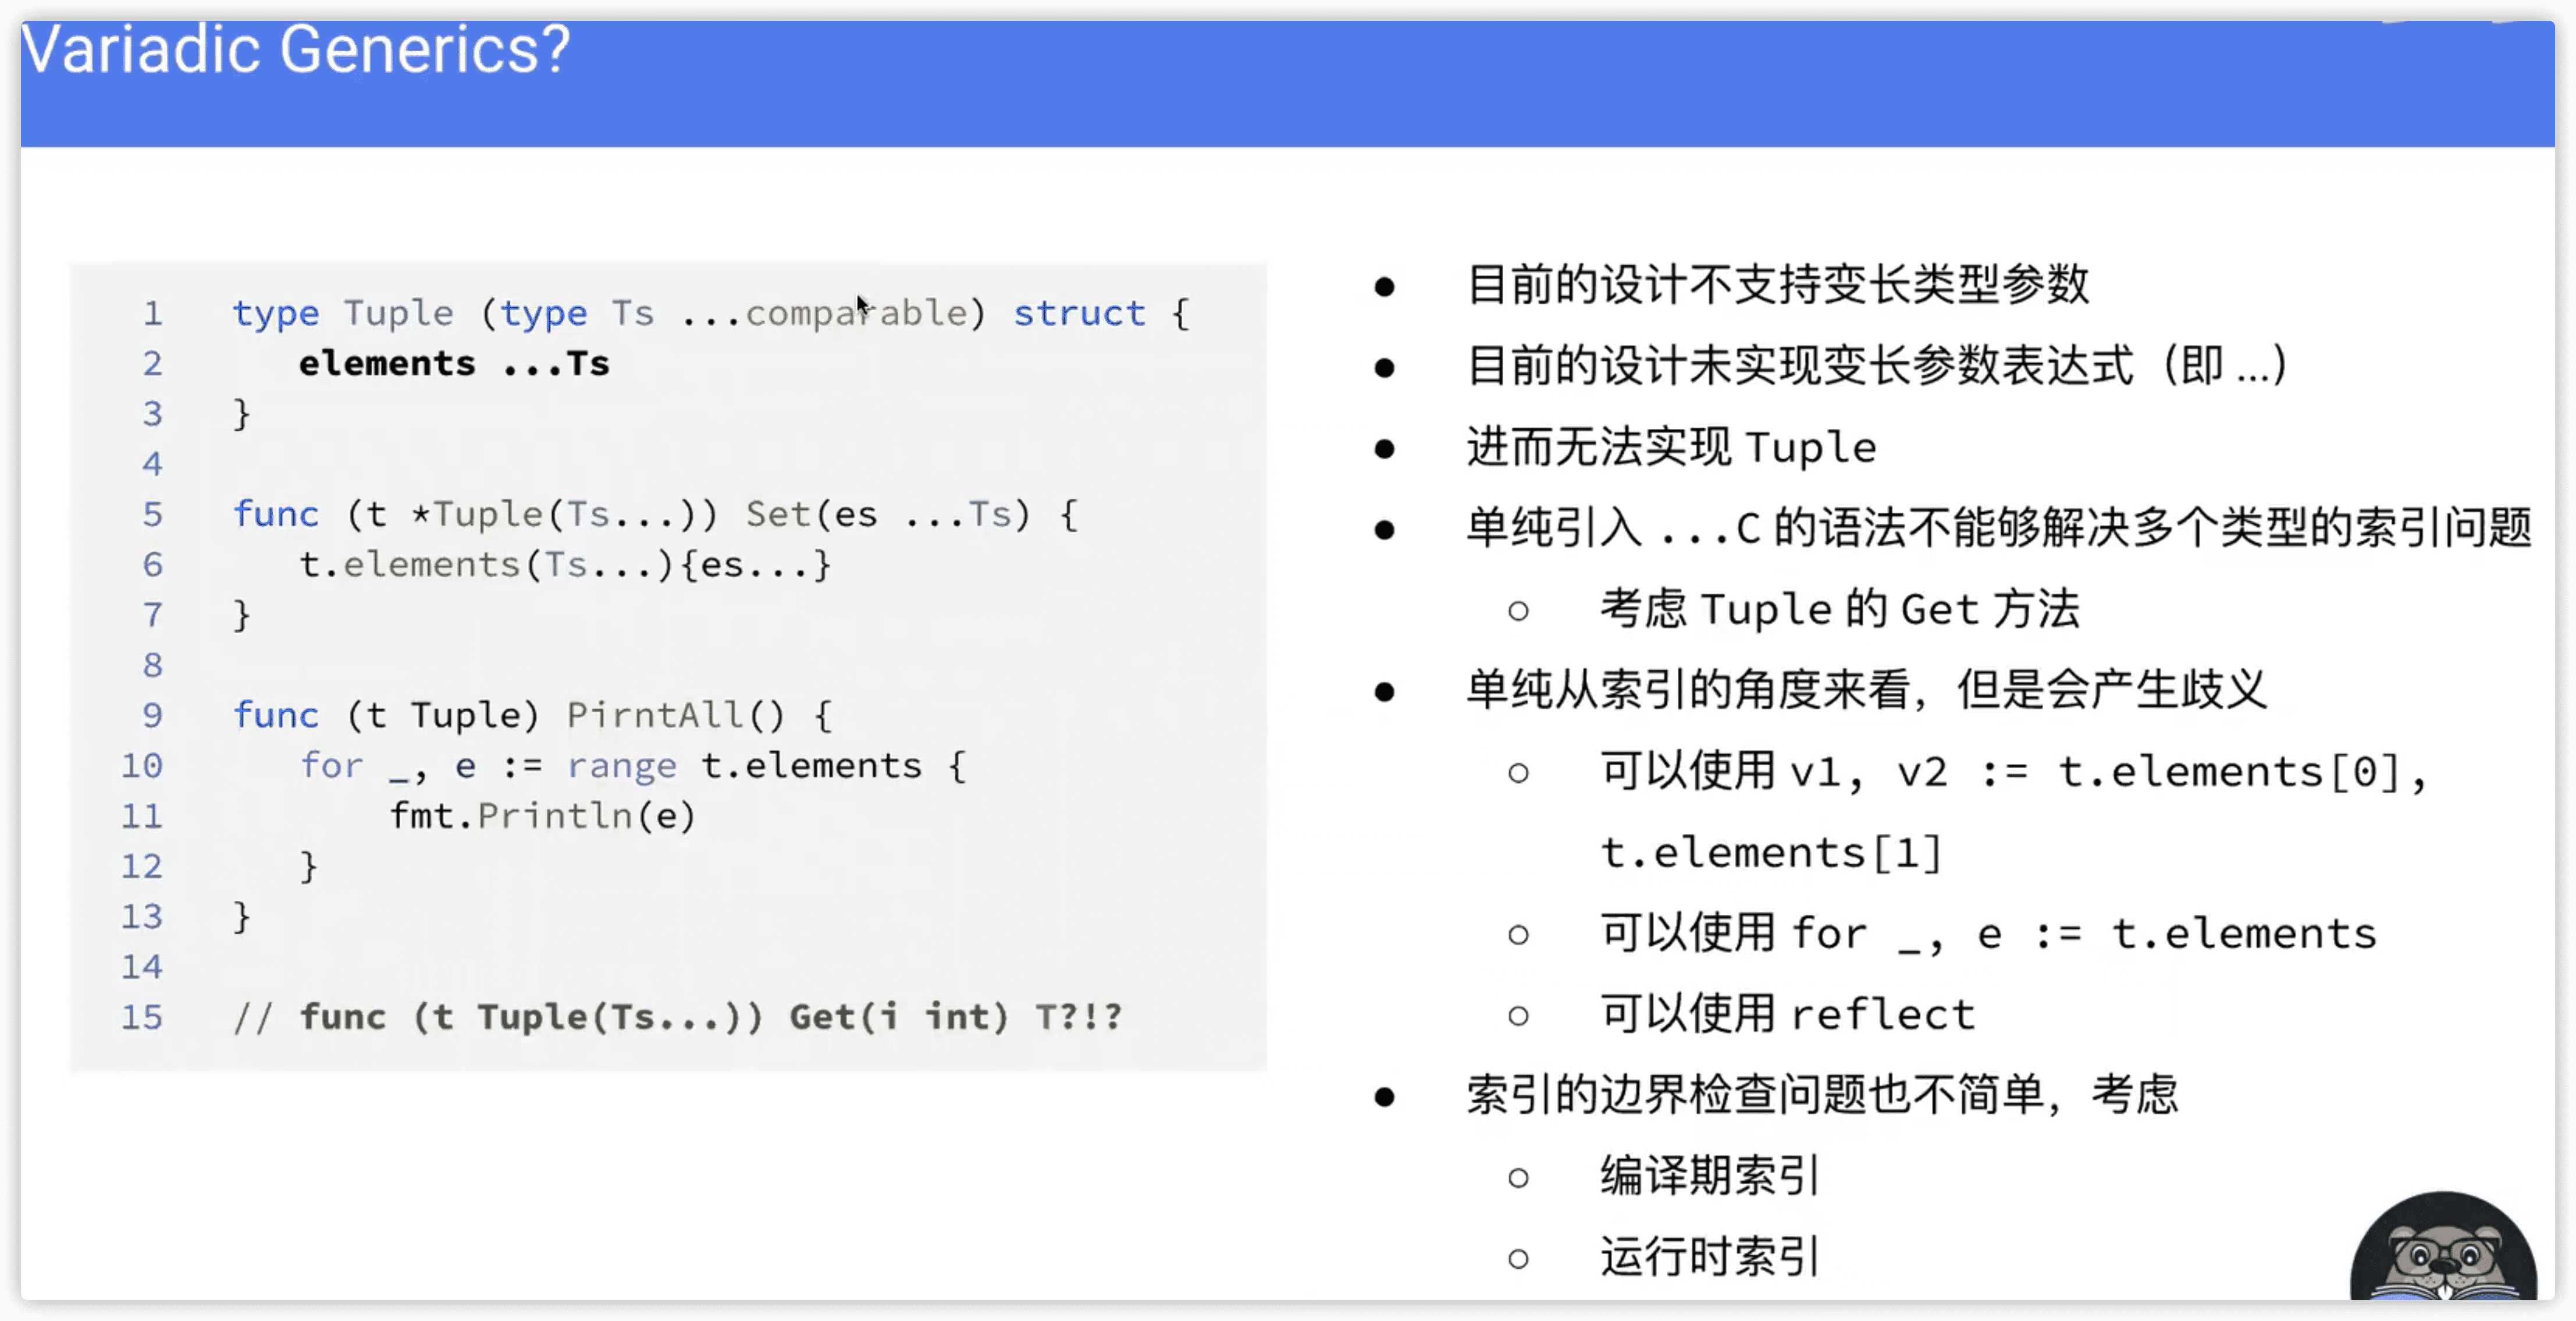 Variadic Generics?
1 type Tuple (type Ts ...comparable) struct {
2 elements ...Ts
3 }
4
5 func (t *Tuple(Ts...)) Set(es ...Ts) {
6 t.elements(Ts...){es...}
7 }
8
9 func (t Tuple) PirntAll() {
10 for _, e := range t.elements {
11 fmt.Println(e)
12 }
13 }
14
15 // func (t Tuple(Ts...)) Get(i int) T?!?
● 目前的设计不支持变长类型参数
● 目前的设计未实现变长参数表达式（即 ...）
● 进而无法实现 Tuple
● 单纯引入 ...C 的语法不能够解决多个类型的索引问题
○ 考虑 Tuple 的 Get 方法
● 单纯从索引的角度来看，但是会产生歧义
○ 可以使用 v1, v2 := t.elements[0],
t.elements[1]
○ 可以使用 for _, e := t.elements
○ 可以使用 reflect
● 索引的边界检查问题也不简单，考虑
○ 编译期索引
○ 运行时索引